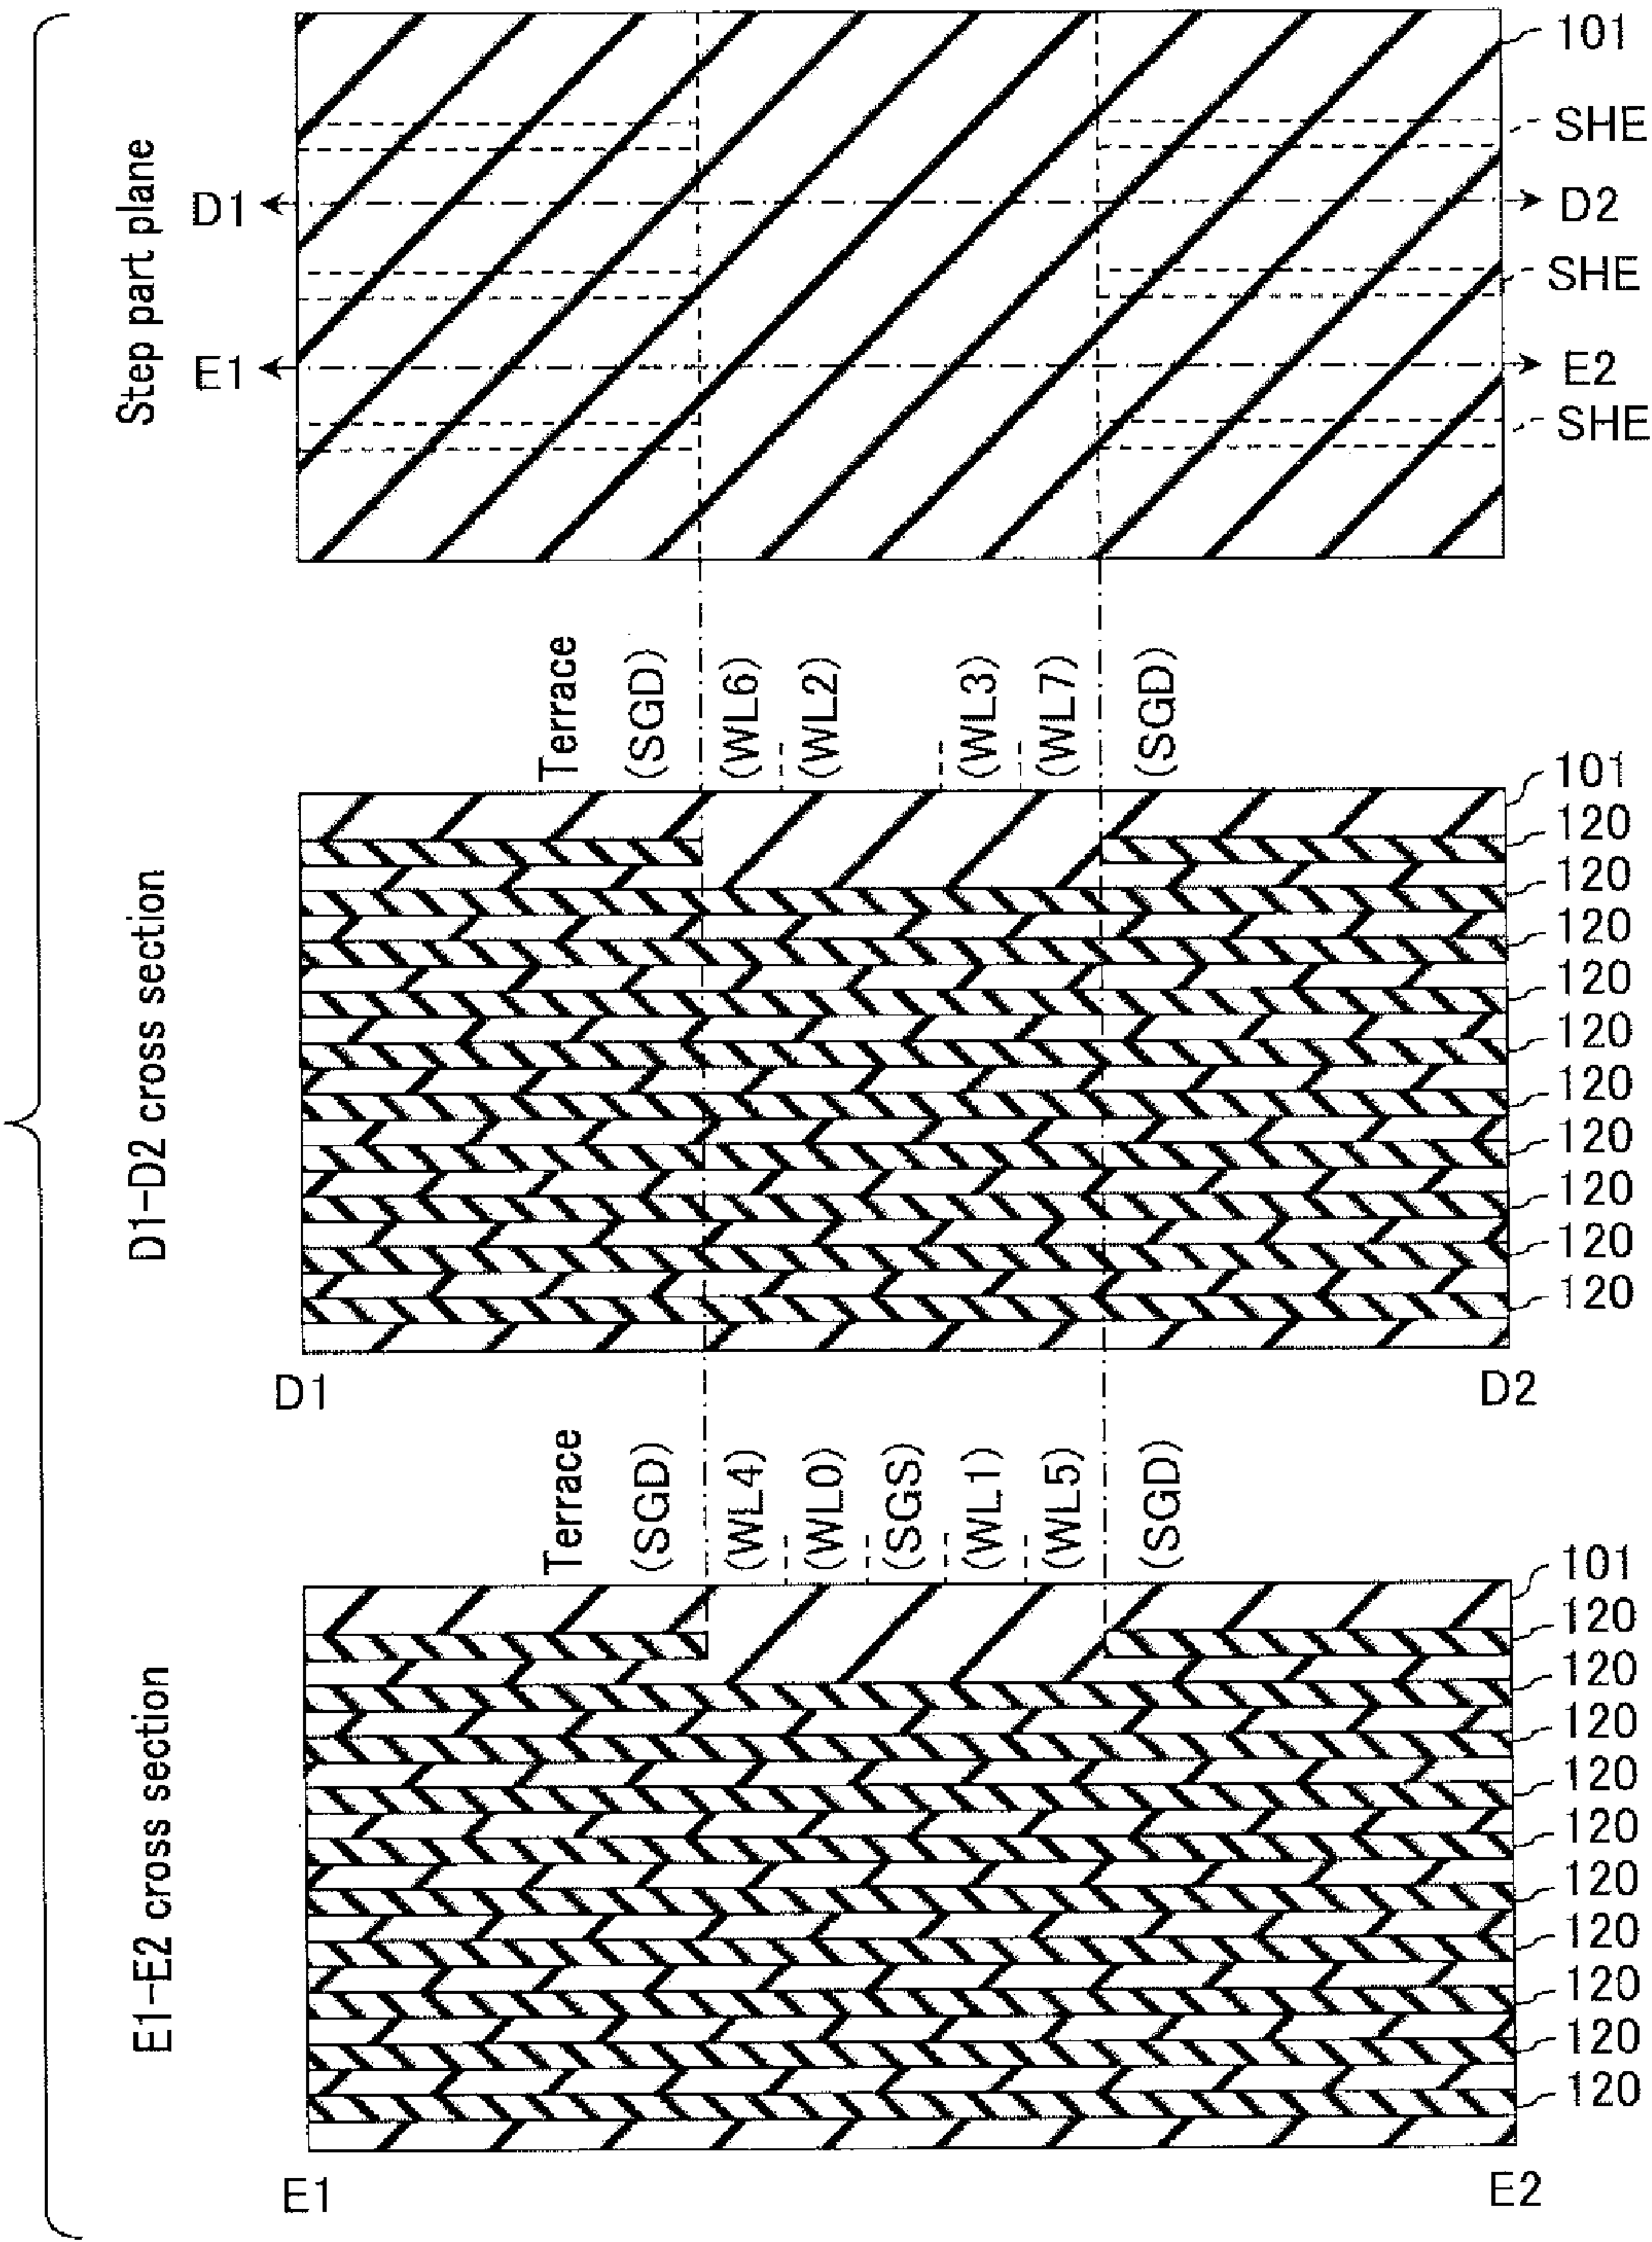 Step part plane
101
SHE
D1
D2
SHE
E1
E2
SHE
D1-D2 cross section
Terrace
(SGD)
(WL6)
(WL2)
(WL3)
(WL7)
(SGD)
101
120
120
120
120
120
120
120
120
120
120
D1
D2
E1-E2 cross section
Terrace
(SGD)
(WL4)
(WL0)
(SGS)
(WL1)
(WL5)
(SGD)
101
120
120
120
120
120
120
120
120
120
120
E1
E2